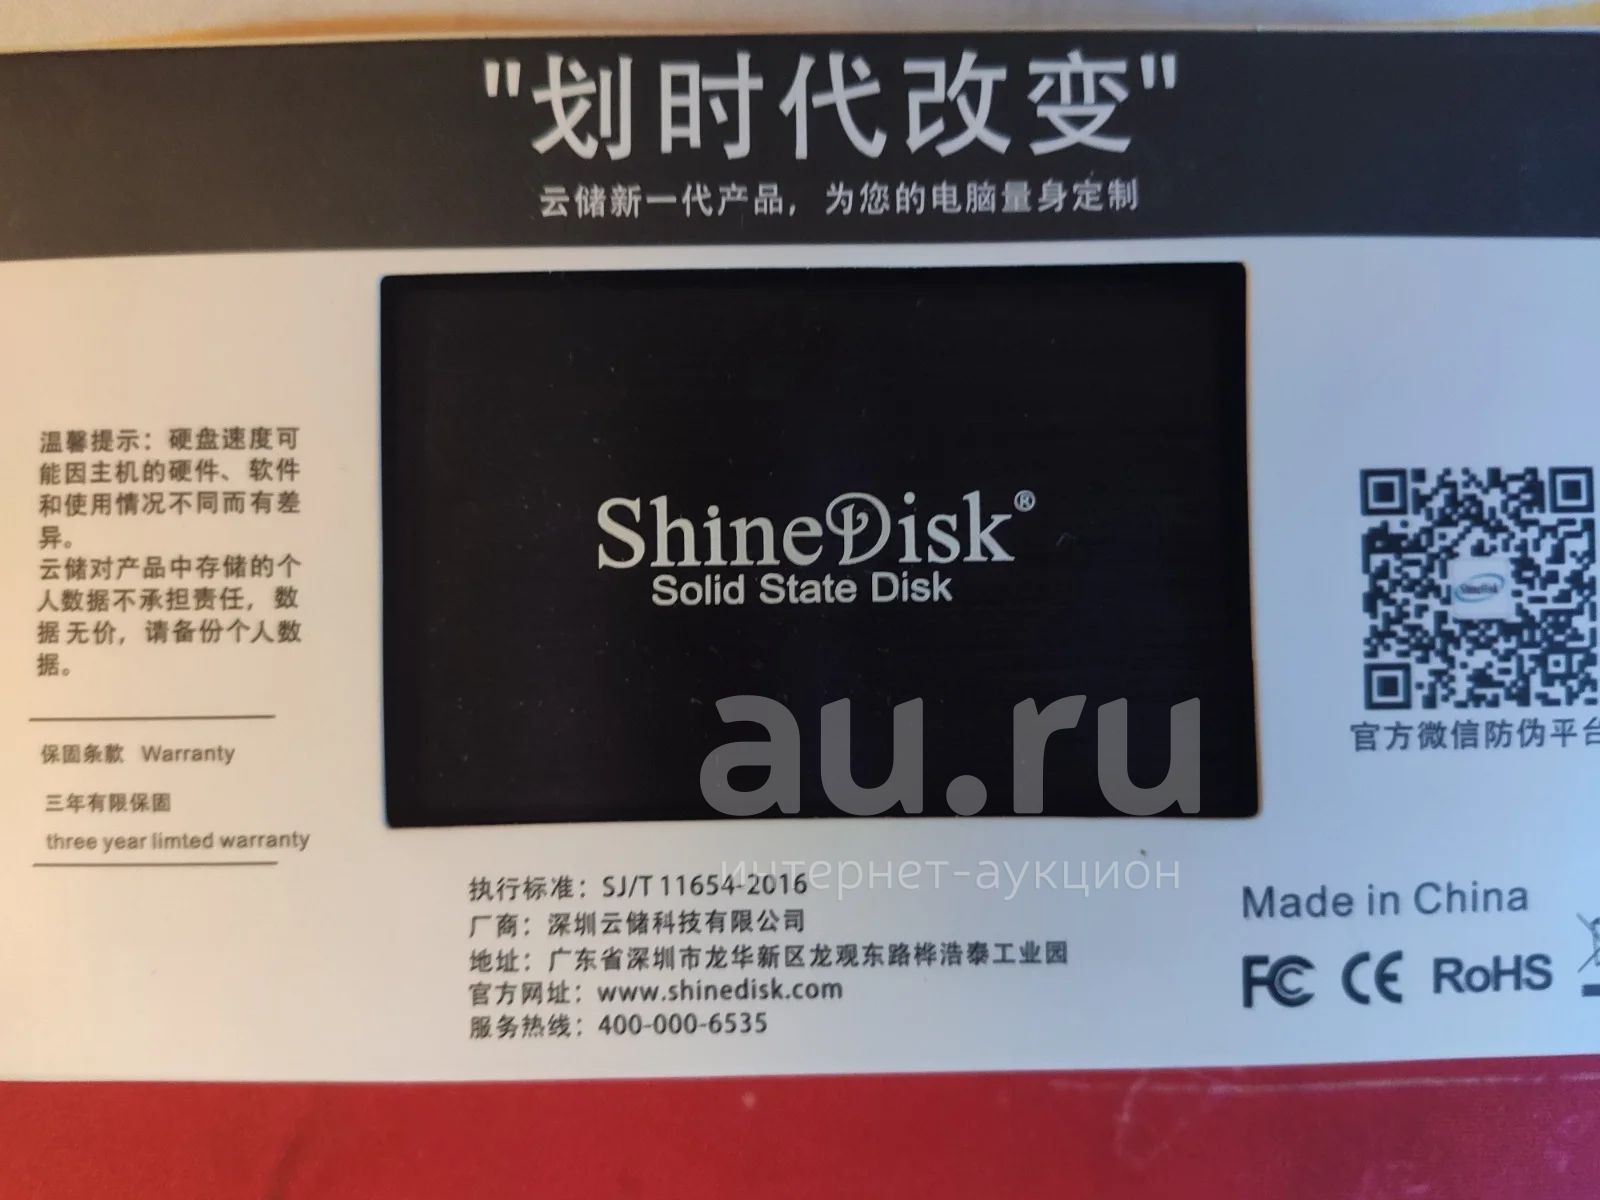 "划时代改变"
云储新一代产品，为您的电脑量身定制
温馨提示：硬盘速度可
能因主机的硬件、软件
和使用情况不同而有差
异。
云储对产品中存储的个
人数据不承担责任，数
据无价，请备份个人数
据。
保固条款 Warranty
三年有限保固
three year limted warranty
ShineDisk®
Solid State Disk
ShineDisk
官方微信防伪平台
au.ru
интернет-аукцион
执行标准：SJ/T 11654-2016
厂商：深圳云储科技有限公司
地址：广东省深圳市龙华新区龙观东路桦浩泰工业园
官方网址：www.shinedisk.com
服务热线：400-000-6535
Made in China
FC CE RoHS